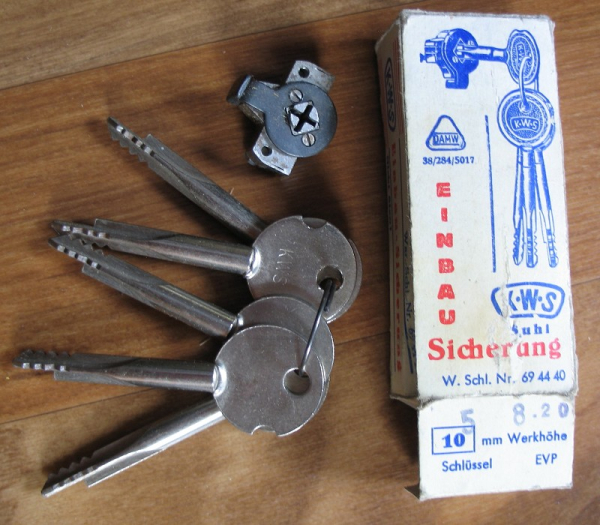 K·W·S
DAMW
38/284/5017
EINBAU
K·W·S
Suhl
Sicherung
W. Schl. Nr. 69 44 40
5 8.20
10 mm Werkhöhe
Schlüssel EVP
KWS